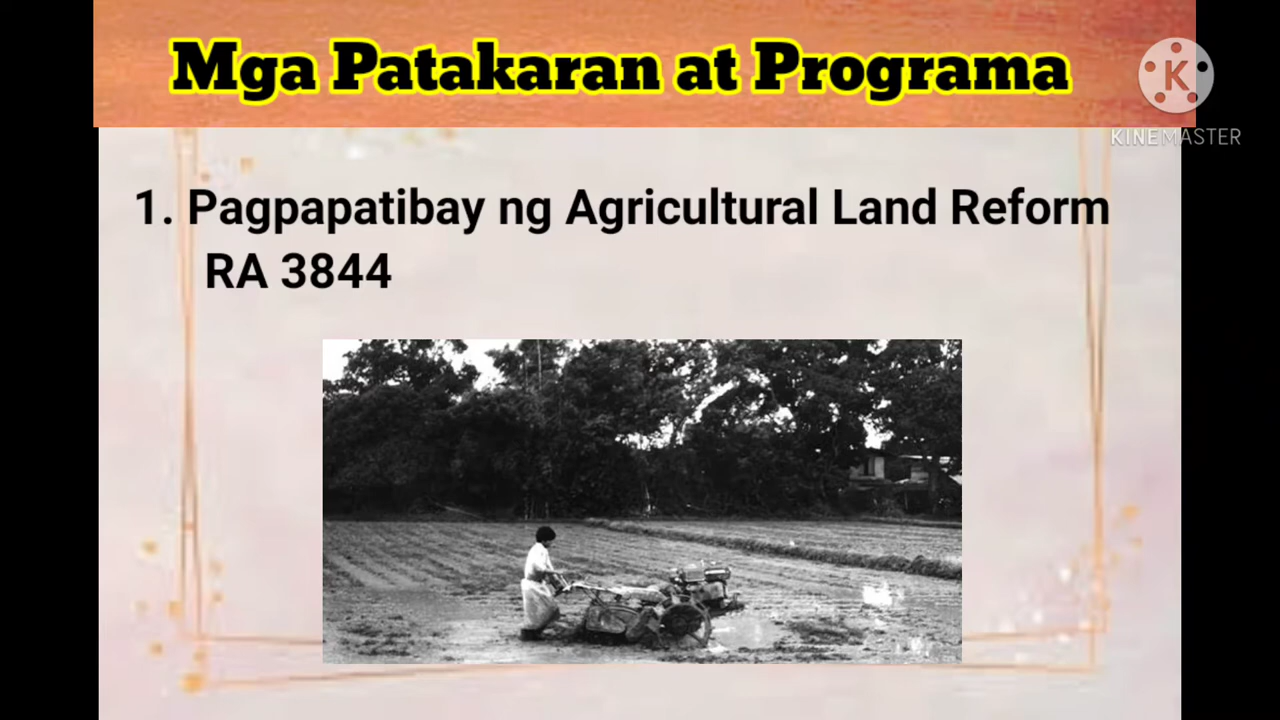 Mga Patakaran at Programa
K
KINEMASTER
1. Pagpapatibay ng Agricultural Land Reform
RA 3844